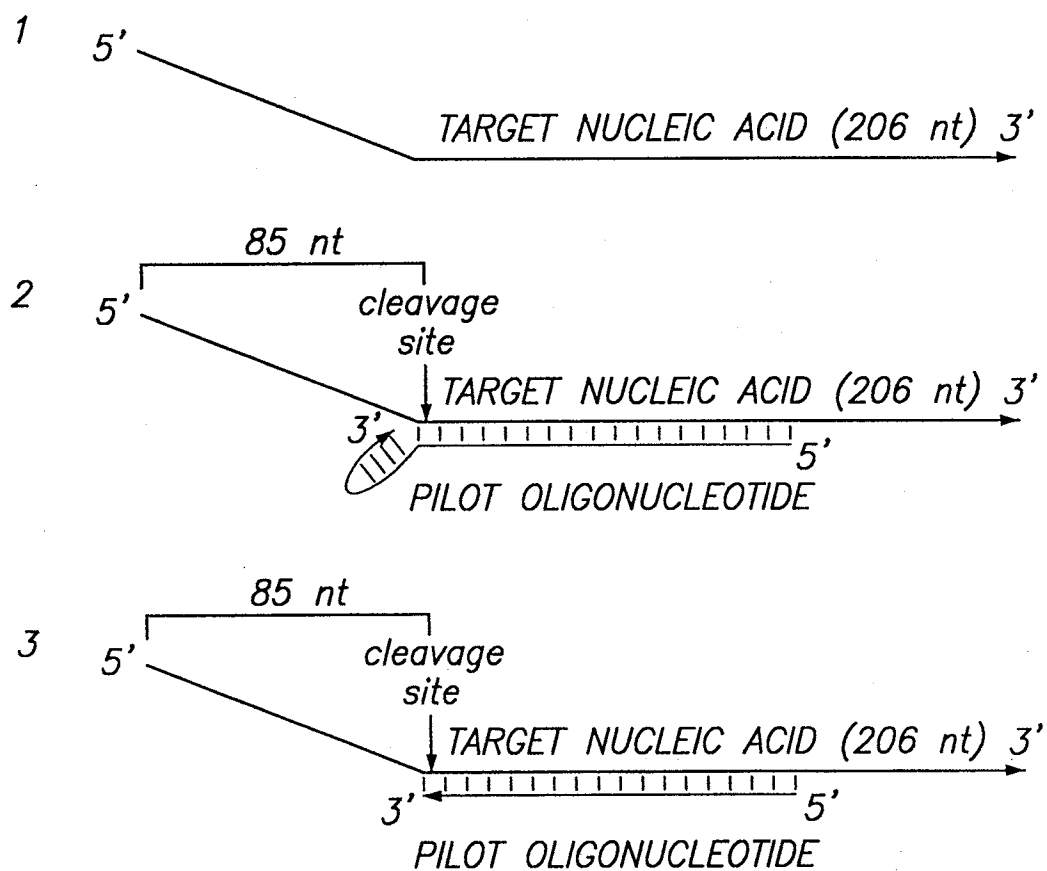 1
5'
TARGET NUCLEIC ACID (206 nt) 3'
85 nt
2
5'
cleavage
site
TARGET NUCLEIC ACID (206 nt) 3'
3'
5'
PILOT OLIGONUCLEOTIDE
85 nt
3
5'
cleavage
site
TARGET NUCLEIC ACID (206 nt) 3'
3'
5'
PILOT OLIGONUCLEOTIDE